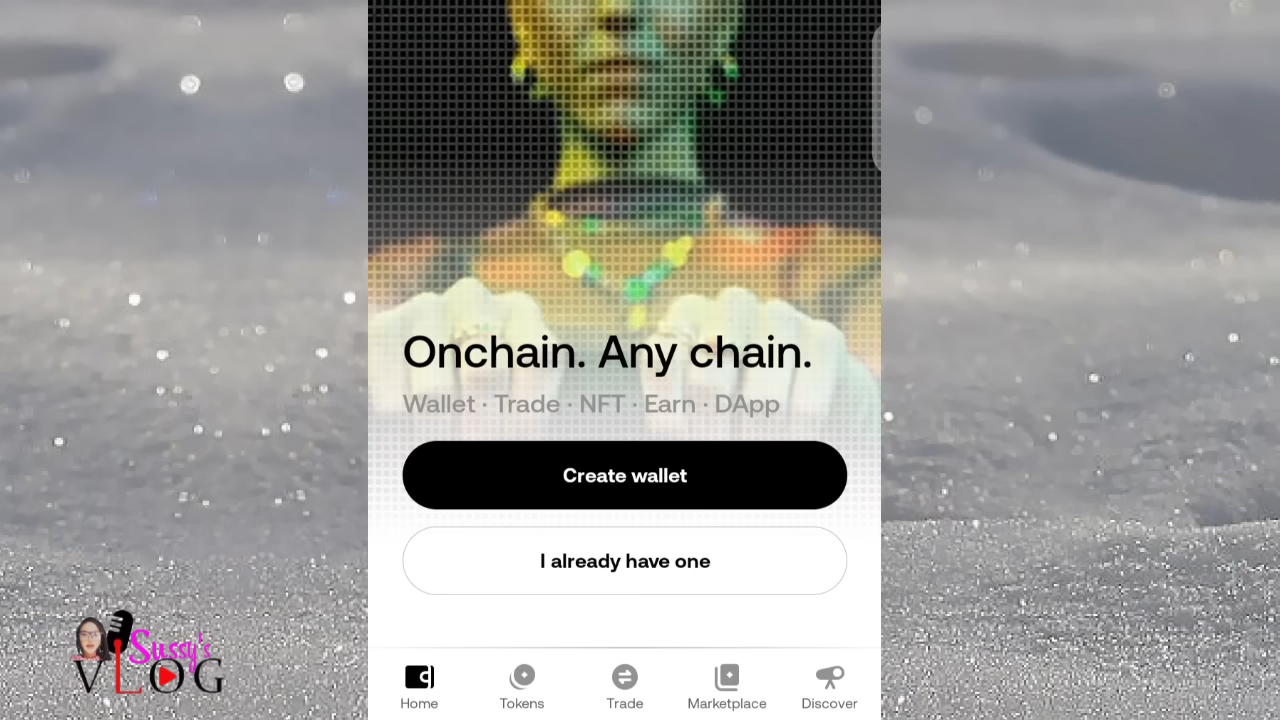 Onchain. Any chain.
Wallet · Trade · NFT · Earn · DApp
Create wallet
I already have one
Sussy's
VLOG
Home
Tokens
Trade
Marketplace
Discover